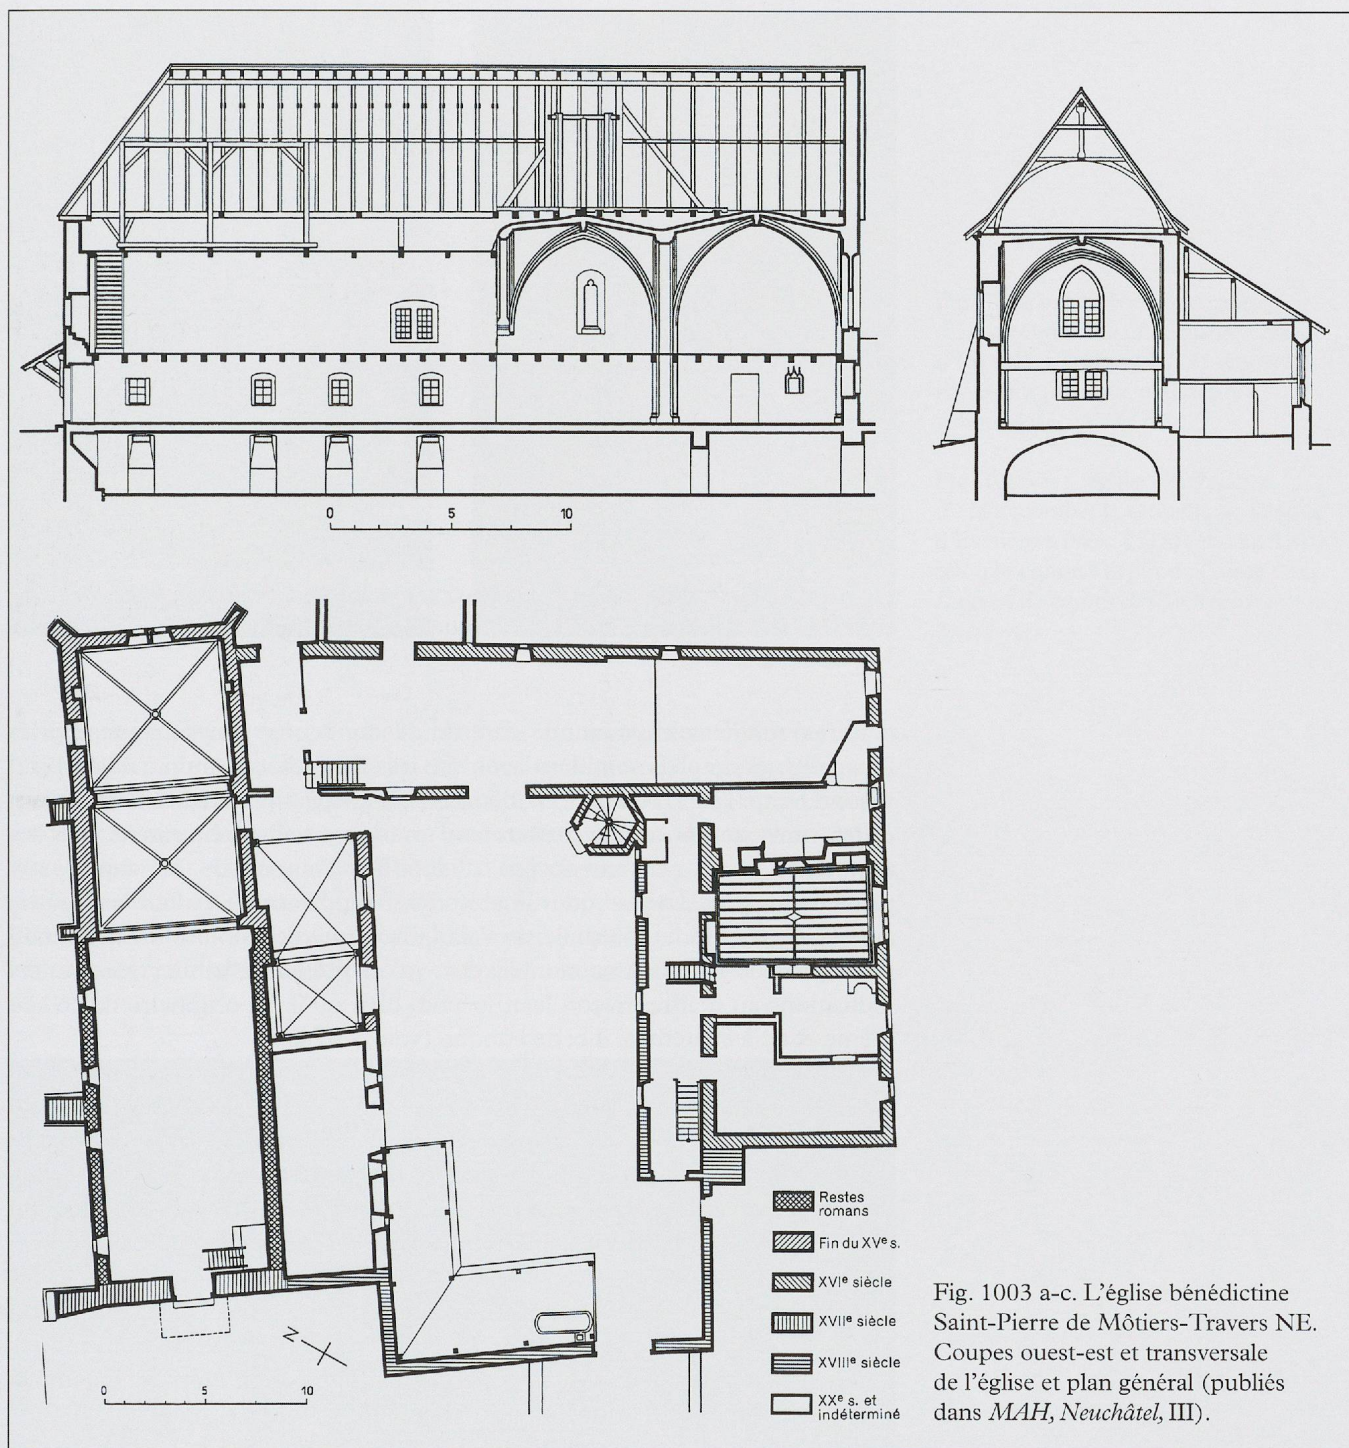 0 5 10
Restes
romans
Fin du XVᵉ s.
XVIᵉ siècle
XVIIᵉ siècle
XVIIIᵉ siècle
XXᵉ s. et
indéterminé
N
0 5 10
Fig. 1003 a-c. L'église bénédictine
Saint-Pierre de Môtiers-Travers NE.
Coupes ouest-est et transversale
de l'église et plan général (publiés
dans MAH, Neuchâtel, III).